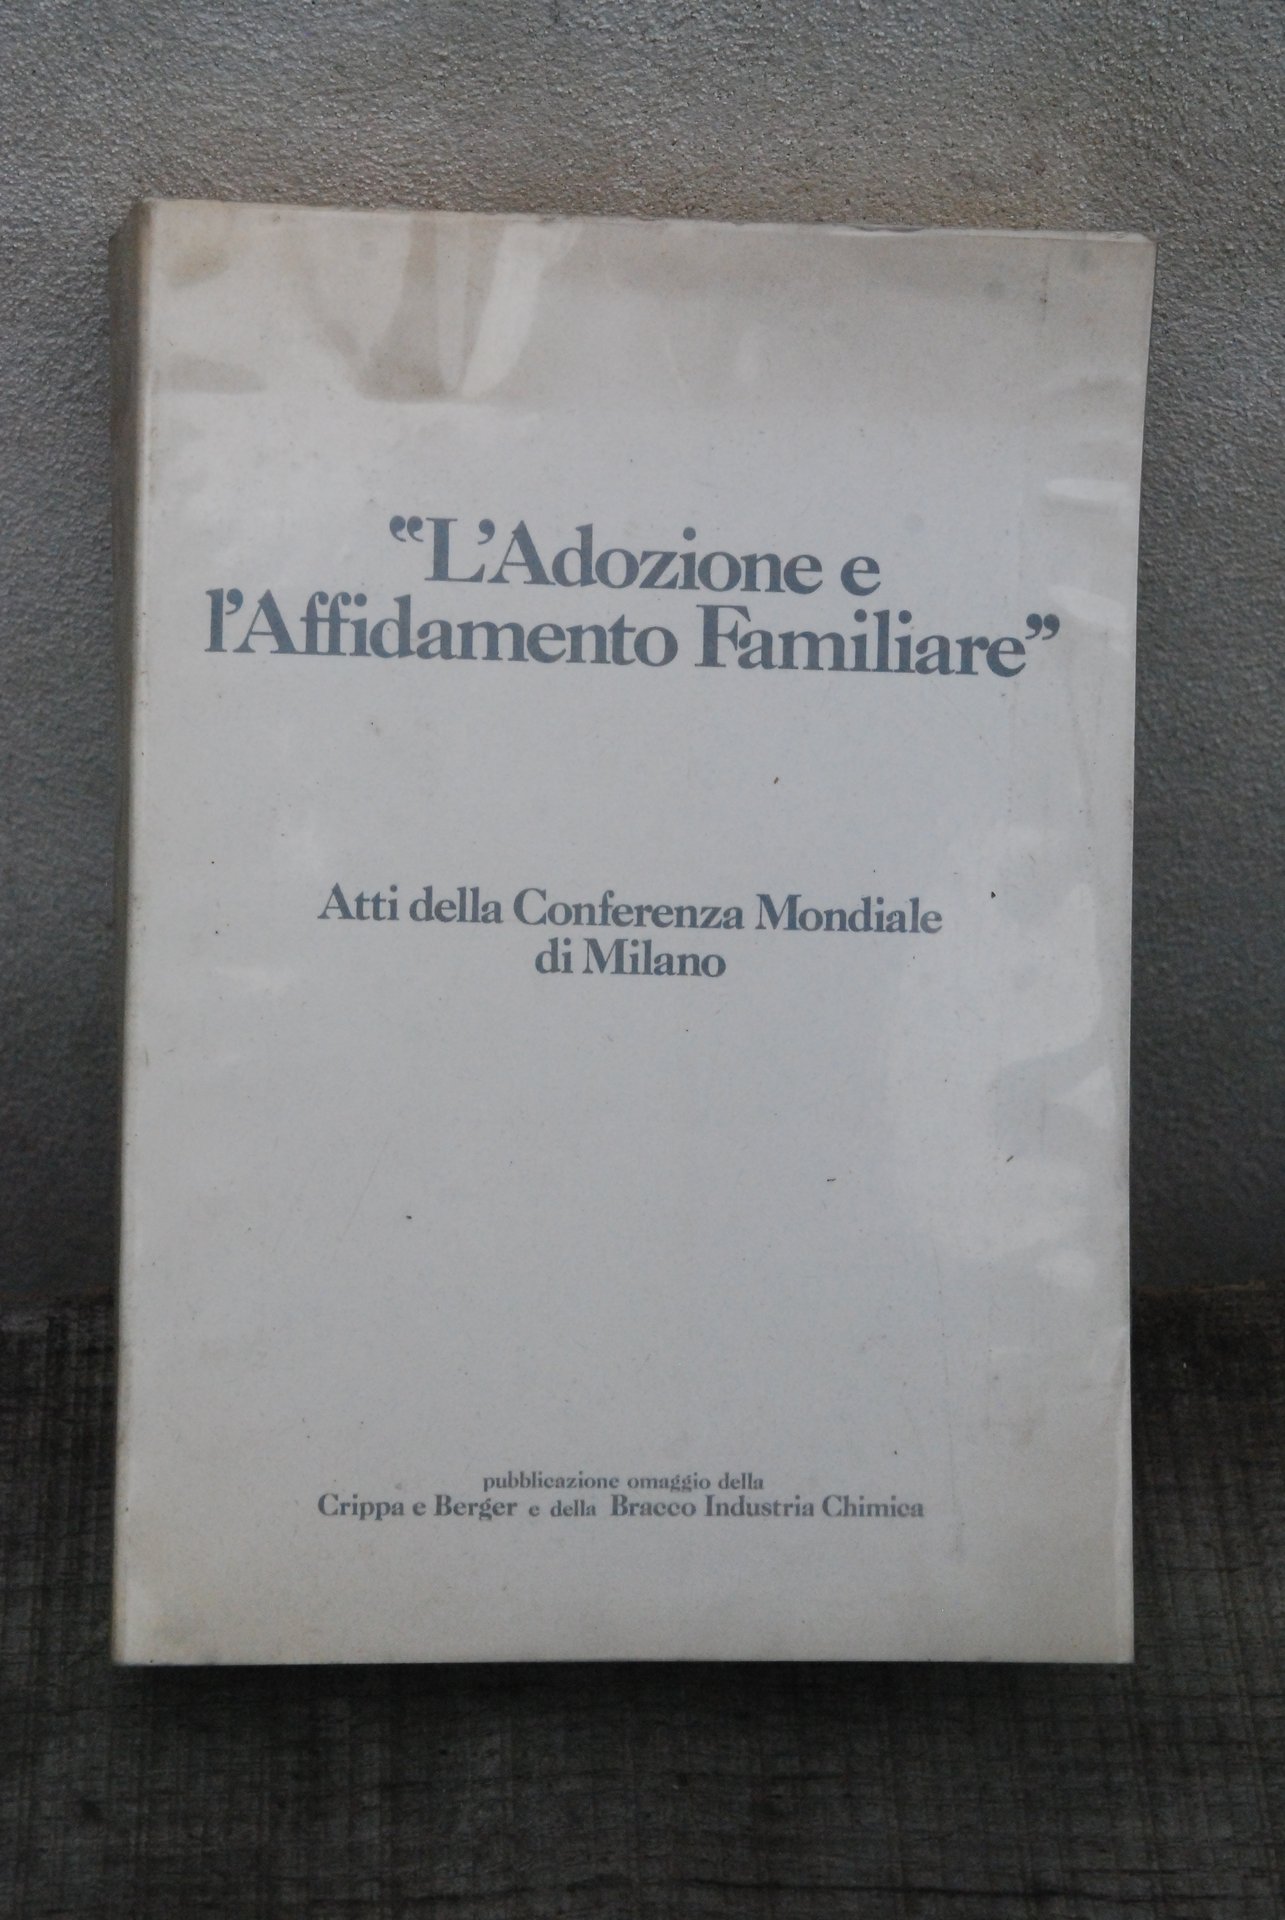 “L’Adozione e
l’Affidamento Familiare”
Atti della Conferenza Mondiale
di Milano
pubblicazione omaggio della
Crippa e Berger e della Bracco Industria Chimica